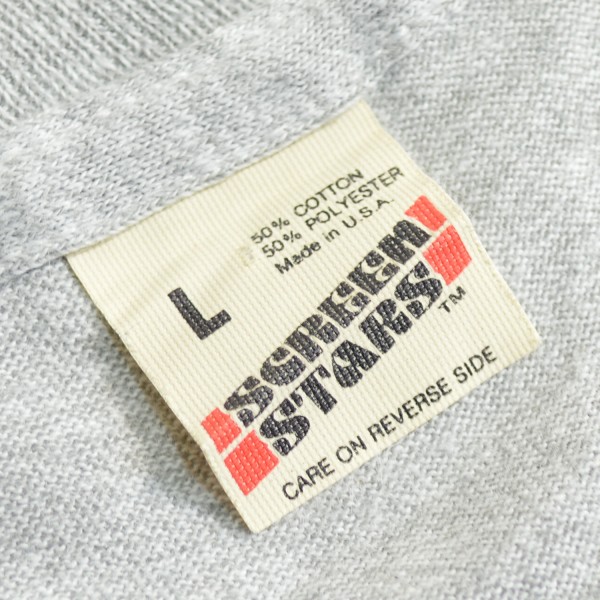 50% COTTON
50% POLYESTER
Made in U.S.A.
L
SCREEN
STARS
TM
CARE ON REVERSE SIDE